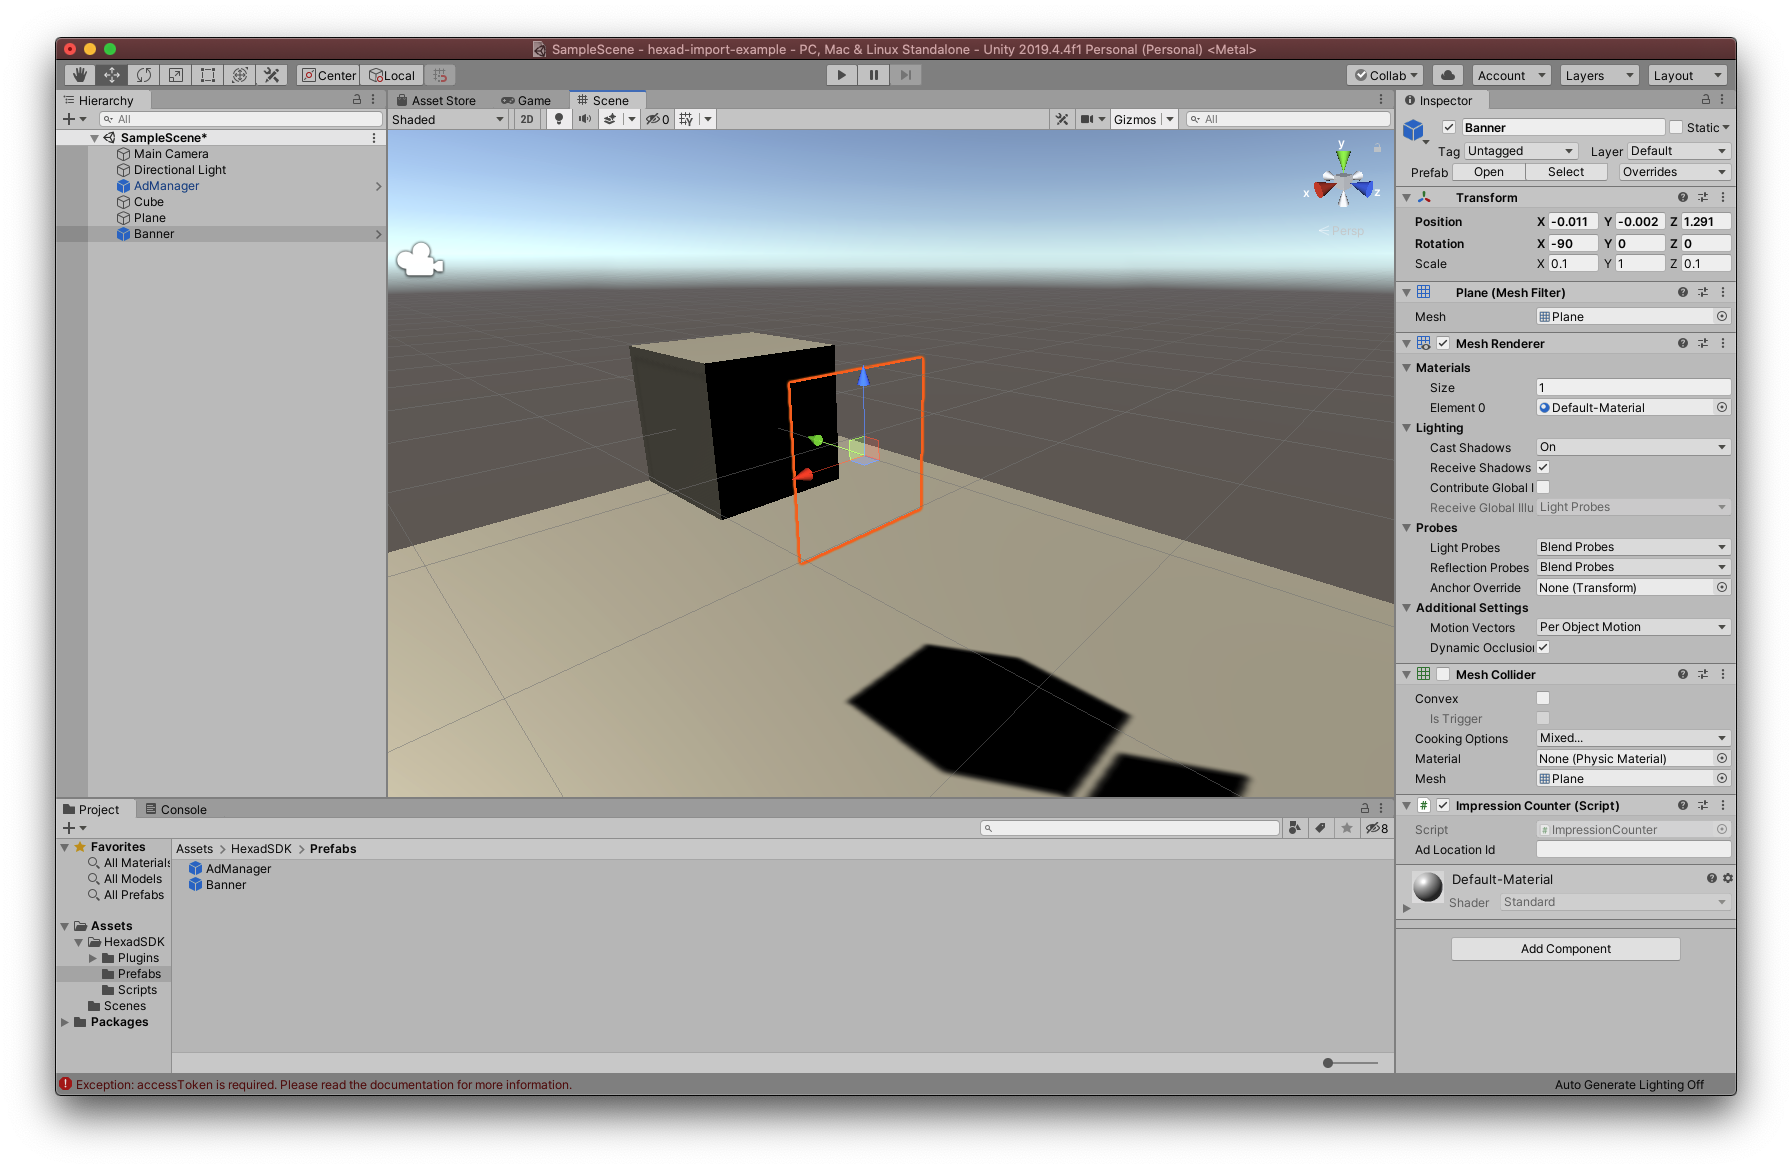 SampleScene - hexad-import-example - PC, Mac & Linux Standalone - Unity 2019.4.4f1 Personal (Personal) <Metal>
Center Local
Collab Account Layers Layout
Hierarchy
All
SampleScene*
Main Camera
Directional Light
AdManager
Cube
Plane
Banner
Asset Store Game Scene
Shaded 2D 0 Gizmos All
y
x z
Persp
Inspector
Banner Static
Tag Untagged Layer Default
Prefab Open Select Overrides
Transform
Position X -0.011 Y -0.002 Z 1.291
Rotation X -90 Y 0 Z 0
Scale X 0.1 Y 1 Z 0.1
Plane (Mesh Filter)
Mesh Plane
Mesh Renderer
Materials
Size 1
Element 0 Default-Material
Lighting
Cast Shadows On
Receive Shadows
Contribute Global I
Receive Global Illu Light Probes
Probes
Light Probes Blend Probes
Reflection Probes Blend Probes
Anchor Override None (Transform)
Additional Settings
Motion Vectors Per Object Motion
Dynamic Occlusio
Mesh Collider
Convex
Is Trigger
Cooking Options Mixed...
Material None (Physic Material)
Mesh Plane
# Impression Counter (Script)
Script # ImpressionCounter
Ad Location Id
Default-Material
Shader Standard
Add Component
Project Console
8
Favorites
All Materials
All Models
All Prefabs
Assets
HexadSDK
Plugins
Prefabs
Scripts
Scenes
Packages
Assets > HexadSDK > Prefabs
AdManager
Banner
Exception: accessToken is required. Please read the documentation for more information.
Auto Generate Lighting Off